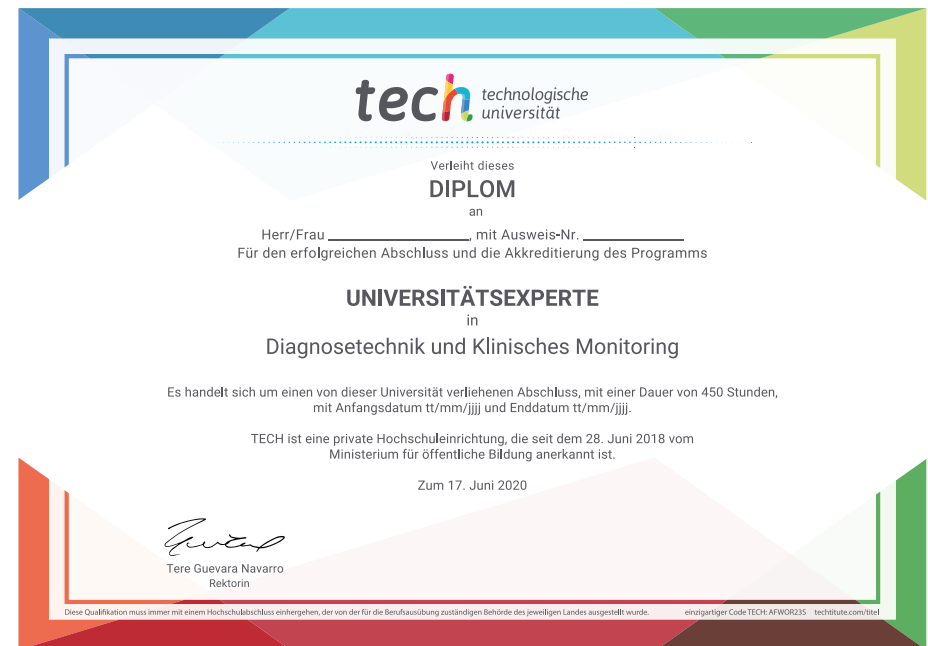 tech technologische
universität
Verleiht dieses
DIPLOM
an
Herr/Frau ____________________, mit Ausweis-Nr. ______________
Für den erfolgreichen Abschluss und die Akkreditierung des Programms
UNIVERSITÄTSEXPERTE
in
Diagnosetechnik und Klinisches Monitoring
Es handelt sich um einen von dieser Universität verliehenen Abschluss, mit einer Dauer von 450 Stunden,
mit Anfangsdatum tt/mm/jjjj und Enddatum tt/mm/jjjj.
TECH ist eine private Hochschuleinrichtung, die seit dem 28. Juni 2018 vom
Ministerium für öffentliche Bildung anerkannt ist.
Zum 17. Juni 2020
Tere Guevara Navarro
Rektorin
Diese Qualifikation muss immer mit einem Hochschulabschluss einhergehen, der von der für die Berufsausübung zuständigen Behörde des jeweiligen Landes ausgestellt wurde. einzigartiger Code TECH: AFWOR23S techtitute.com/titel